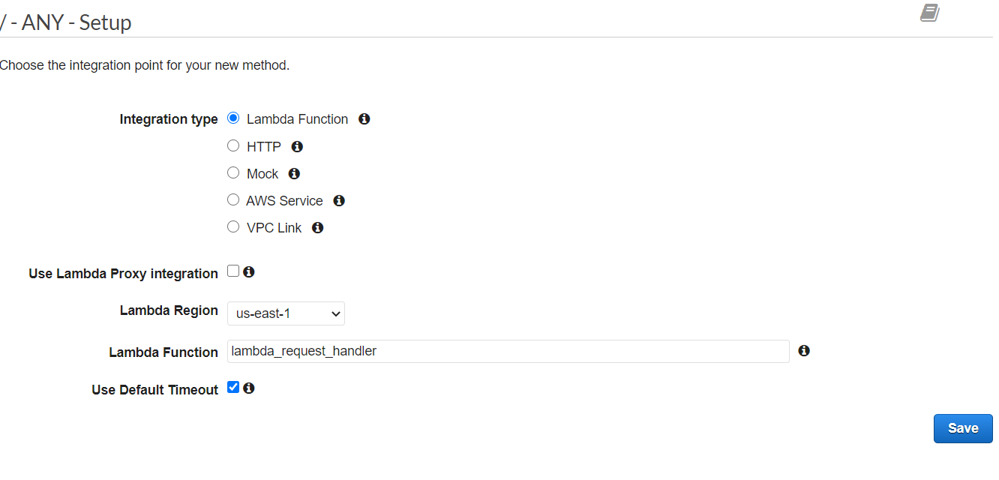 / - ANY - Setup
Choose the integration point for your new method.
Integration type Lambda Function
HTTP
Mock
AWS Service
VPC Link
Use Lambda Proxy integration
Lambda Region us-east-1
Lambda Function lambda_request_handler
Use Default Timeout
Save